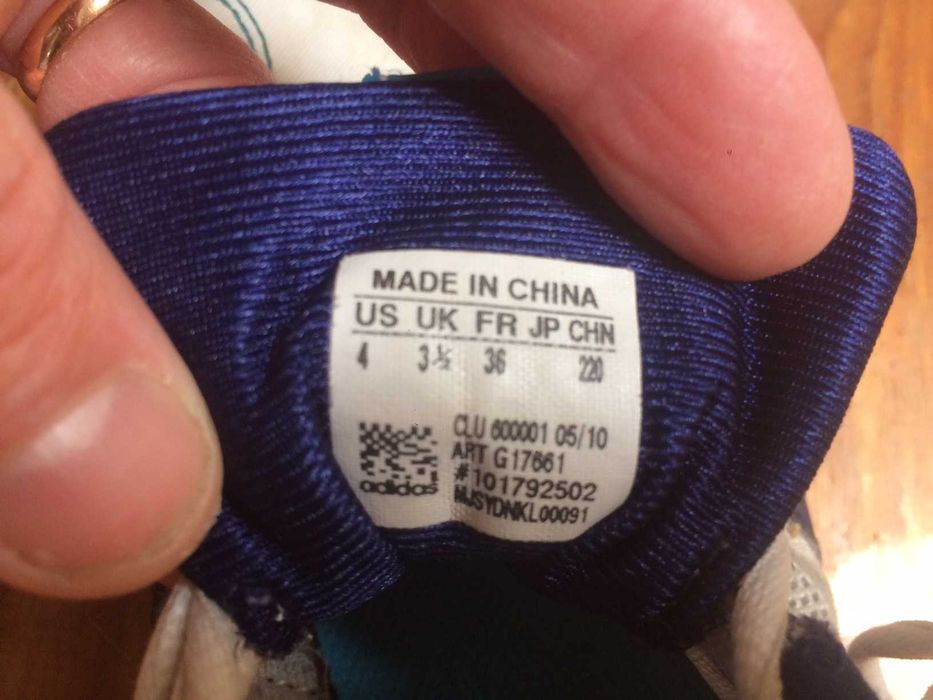 MADE IN CHINA
US UK FR JP CHN
4 3½ 36 220
CLU 600001 05/10
ART G17661
#101792502
MJSYDNXL00091
adidas